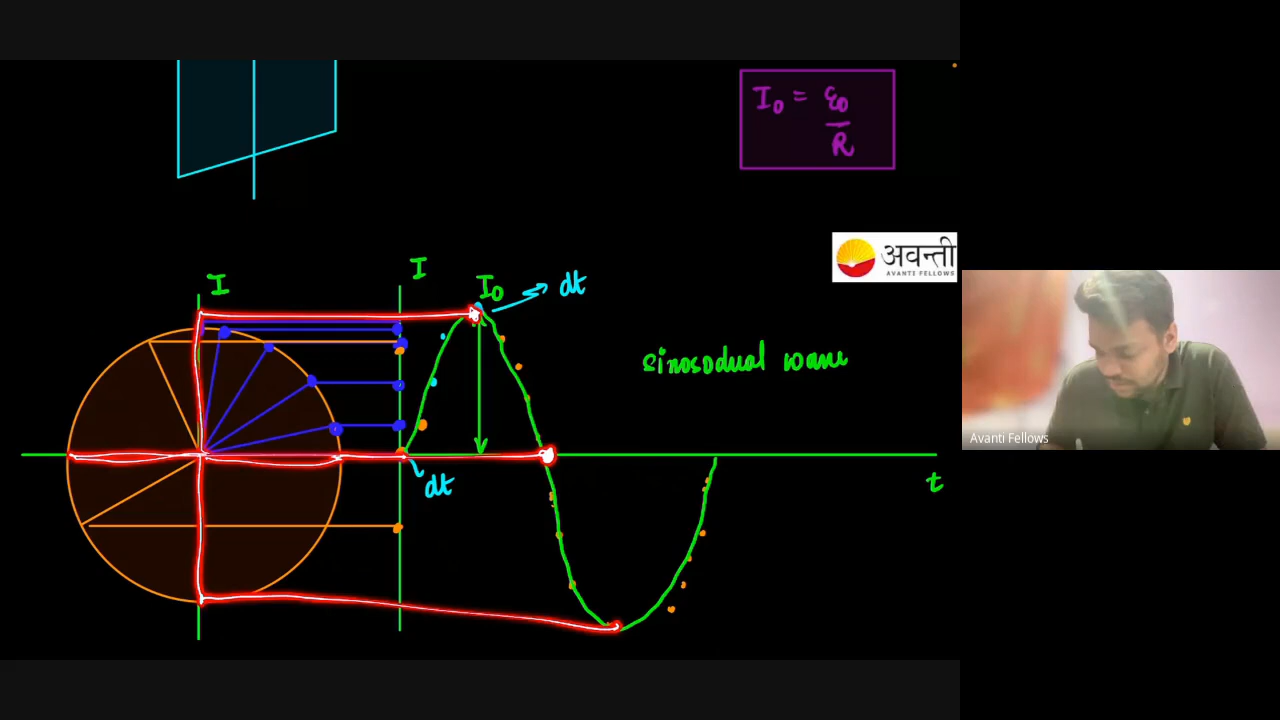 I₀ = ε₀
R
अवन्ती
AVANTI FELLOWS
I
I
I₀
dt
sinosodual wave
Avanti Fellows
dt
t